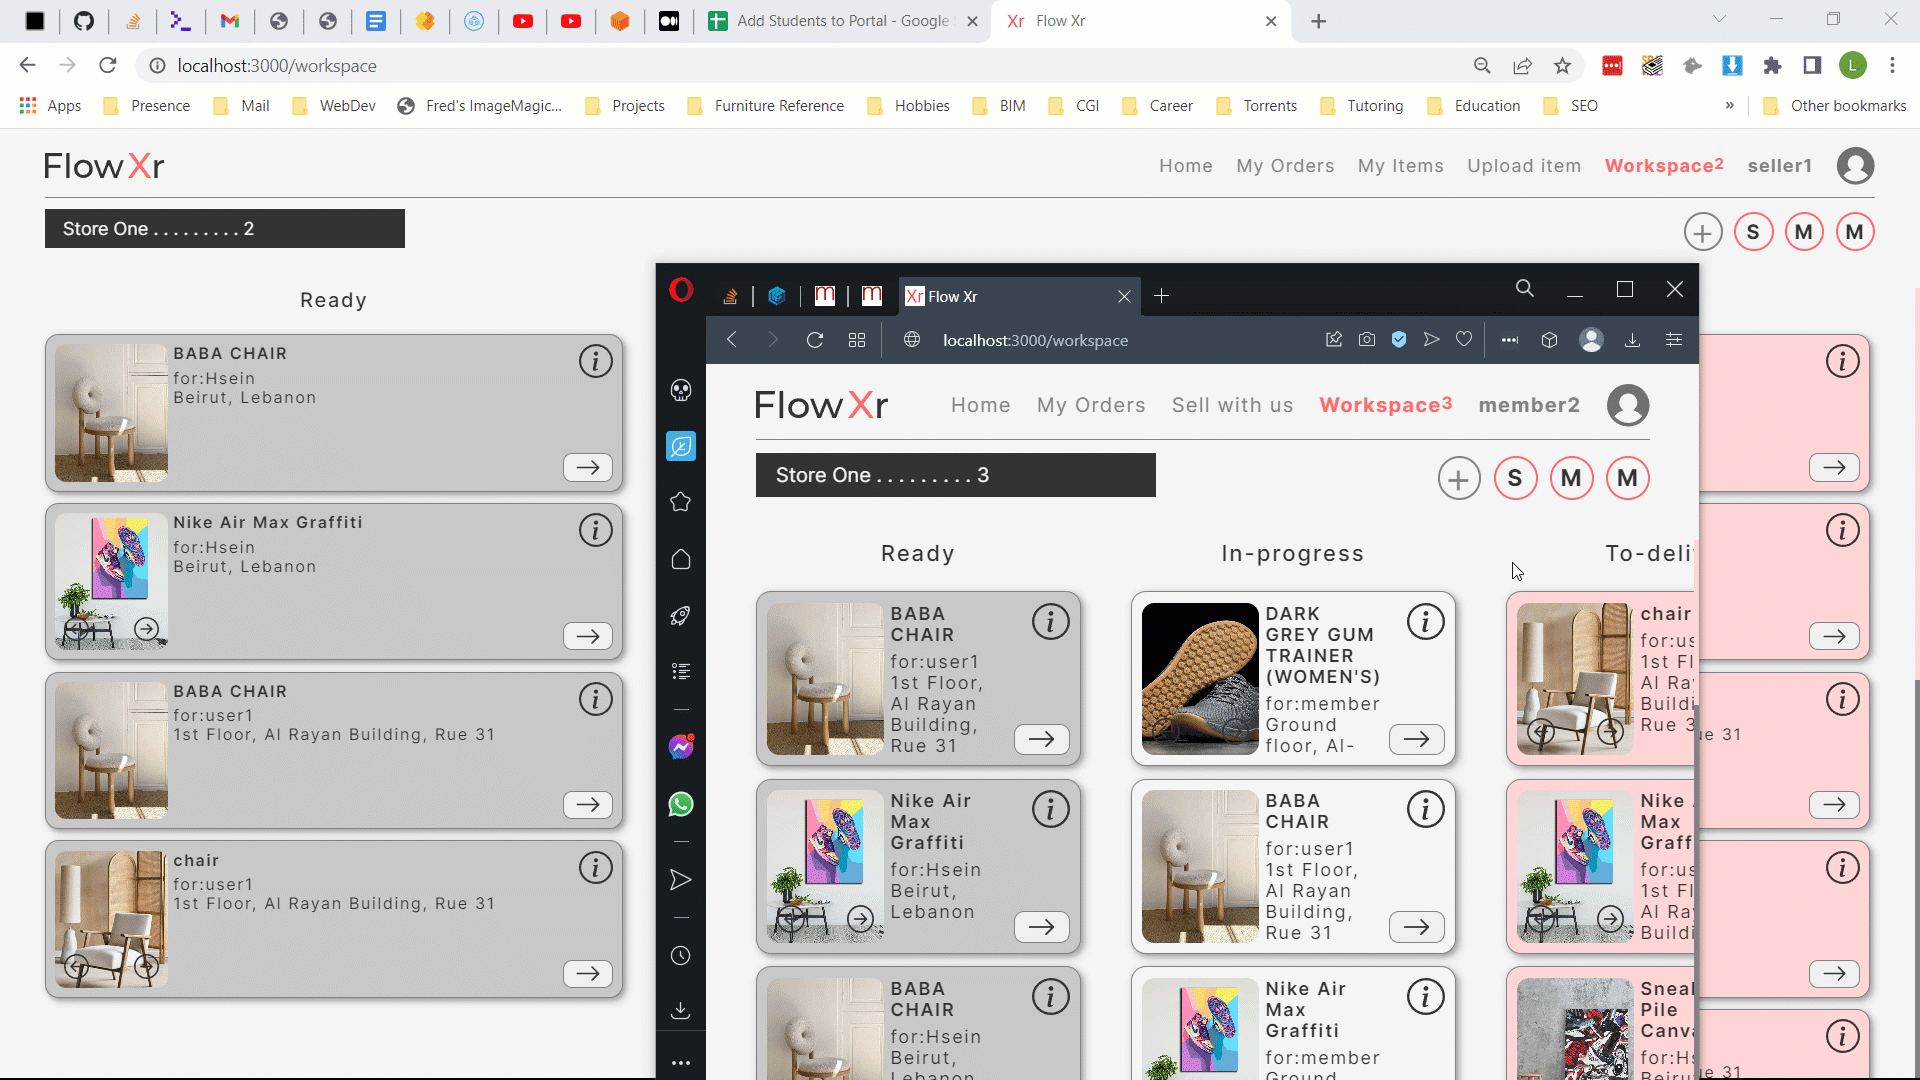 Add Students to Portal - Google
Flow Xr
localhost:3000/workspace
Apps Presence Mail WebDev Fred's ImageMagic... Projects Furniture Reference Hobbies BIM CGI Career Torrents Tutoring Education SEO » Other bookmarks
FlowXr
Home My Orders My Items Upload item Workspace2 seller1
Store One . . . . . . . . . 2
S M M
Ready
BABA CHAIR
for:Hsein
Beirut, Lebanon
Nike Air Max Graffiti
for:Hsein
Beirut, Lebanon
BABA CHAIR
for:user1
1st Floor, Al Rayan Building, Rue 31
chair
for:user1
1st Floor, Al Rayan Building, Rue 31
Flow Xr
localhost:3000/workspace
FlowXr
Home My Orders Sell with us Workspace3 member2
Store One . . . . . . . . . 3
S M M
Ready
BABA
CHAIR
for:user1
1st Floor,
Al Rayan
Building,
Rue 31
Nike Air
Max
Graffiti
for:Hsein
Beirut,
Lebanon
BABA
CHAIR
for:Hsein
Beirut,
Lebanon
In-progress
DARK
GREY GUM
TRAINER
(WOMEN'S)
for:member
Ground
floor, Al-
BABA
CHAIR
for:user1
1st Floor,
Al Rayan
Building,
Rue 31
Nike Air
Max
Graffiti
for:member
Ground
To-deli
chair
for:us
1st Fl
Al Ra
Buildi
Rue 3
Nike
Max
Graff
for:us
1st Fl
Al Ra
Buildi
Sneal
Pile
Canv
for:H
Beiru
ue 31
ue 31